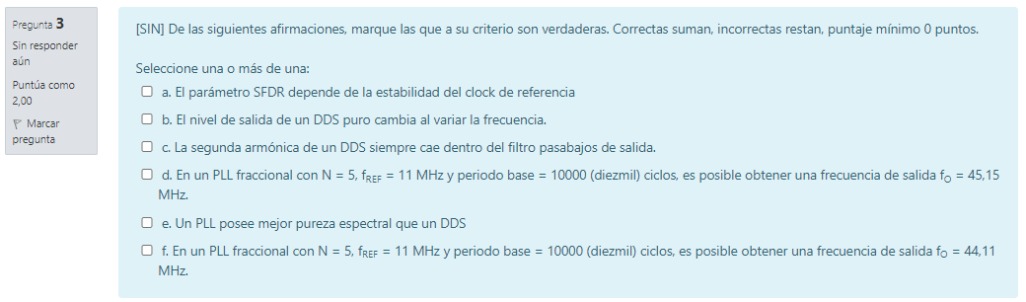 Pregunta 3
Sin responder
aún
Puntúa como
2,00
Marcar
pregunta
[SIN] De las siguientes afirmaciones, marque las que a su criterio son verdaderas. Correctas suman, incorrectas restan, puntaje mínimo 0 puntos.
Seleccione una o más de una:
a. El parámetro SFDR depende de la estabilidad del clock de referencia
b. El nivel de salida de un DDS puro cambia al variar la frecuencia.
c. La segunda armónica de un DDS siempre cae dentro del filtro pasabajos de salida.
d. En un PLL fraccional con N = 5, fREF = 11 MHz y periodo base = 10000 (diezmil) ciclos, es posible obtener una frecuencia de salida fO = 45,15
MHz.
e. Un PLL posee mejor pureza espectral que un DDS
f. En un PLL fraccional con N = 5, fREF = 11 MHz y periodo base = 10000 (diezmil) ciclos, es posible obtener una frecuencia de salida fO = 44,11
MHz.